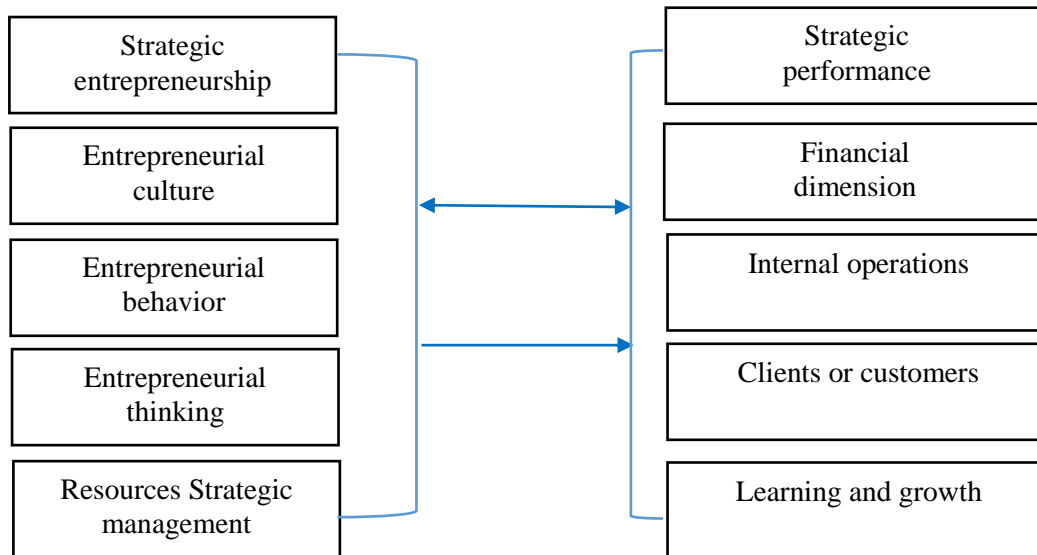 Strategic
entrepreneurship
Entrepreneurial
culture
Entrepreneurial
behavior
Entrepreneurial
thinking
Resources Strategic
management
Strategic
performance
Financial
dimension
Internal operations
Clients or customers
Learning and growth